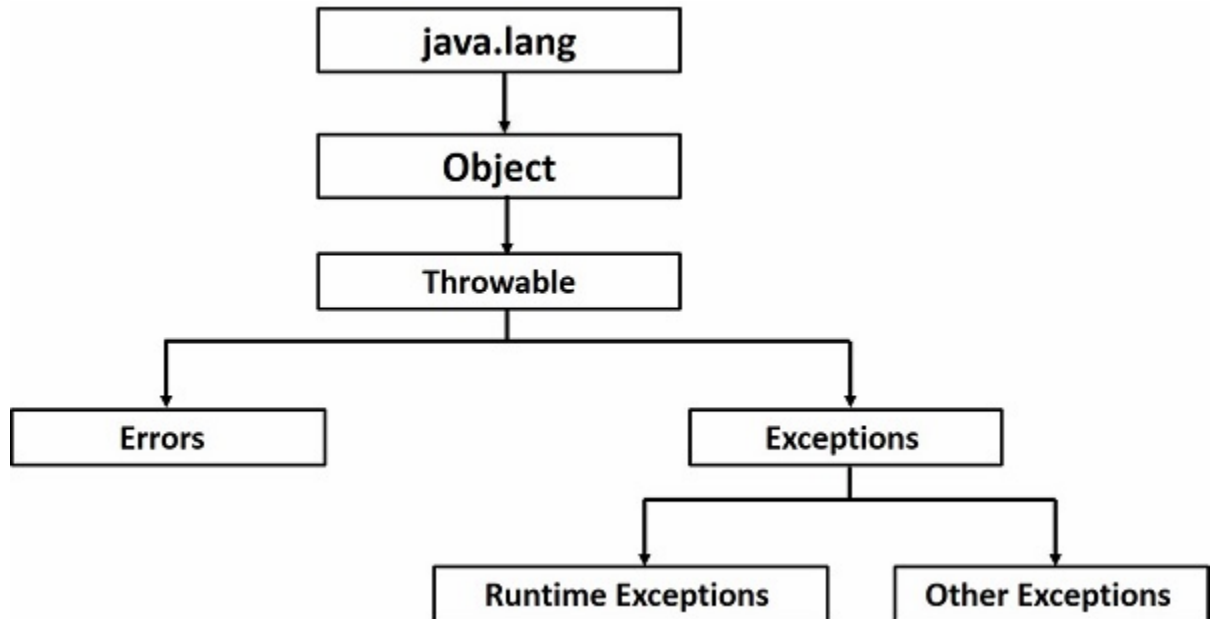 java.lang
Object
Throwable
Errors
Exceptions
Runtime Exceptions
Other Exceptions